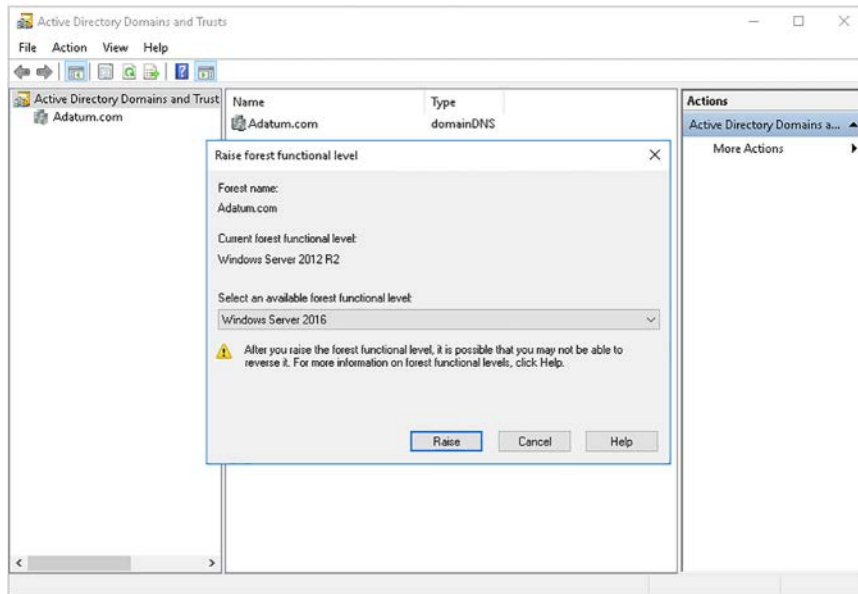 Active Directory Domains and Trusts
File Action View Help
Active Directory Domains and Trust
Adatum.com
Name Type
Adatum.com domainDNS
Actions
Active Directory Domains a...
More Actions
Raise forest functional level
Forest name:
Adatum.com
Current forest functional level:
Windows Server 2012 R2
Select an available forest functional level:
Windows Server 2016
After you raise the forest functional level, it is possible that you may not be able to
reverse it. For more information on forest functional levels, click Help.
Raise Cancel Help